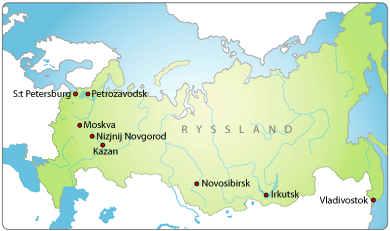 S:t Petersburg
Petrozavodsk
Moskva
RYSSLAND
Nizjnij Novgorod
Kazan
Novosibirsk
Irkutsk
Vladivostok